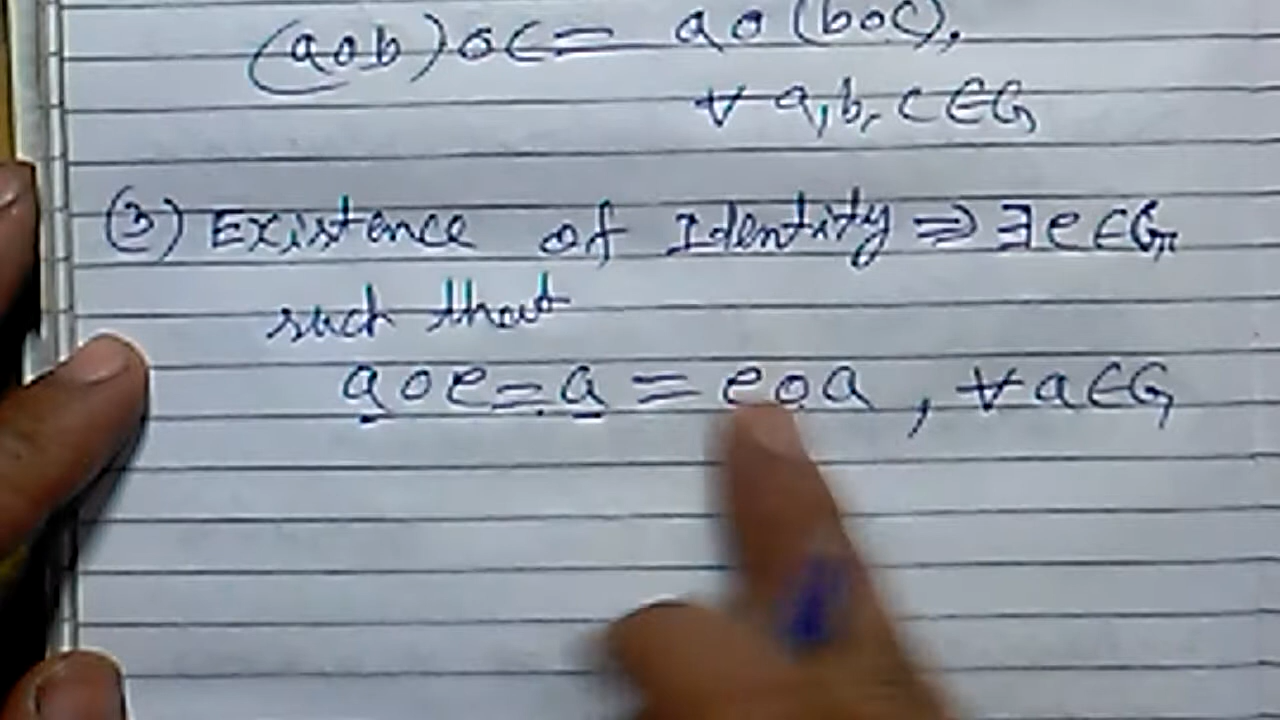 (aob)oc = ao(boc),
∀ a,b,c∈G
(3) Existence of Identity ⇒ ∃ e∈G
such that
aoe = a = eoa , ∀ a∈G